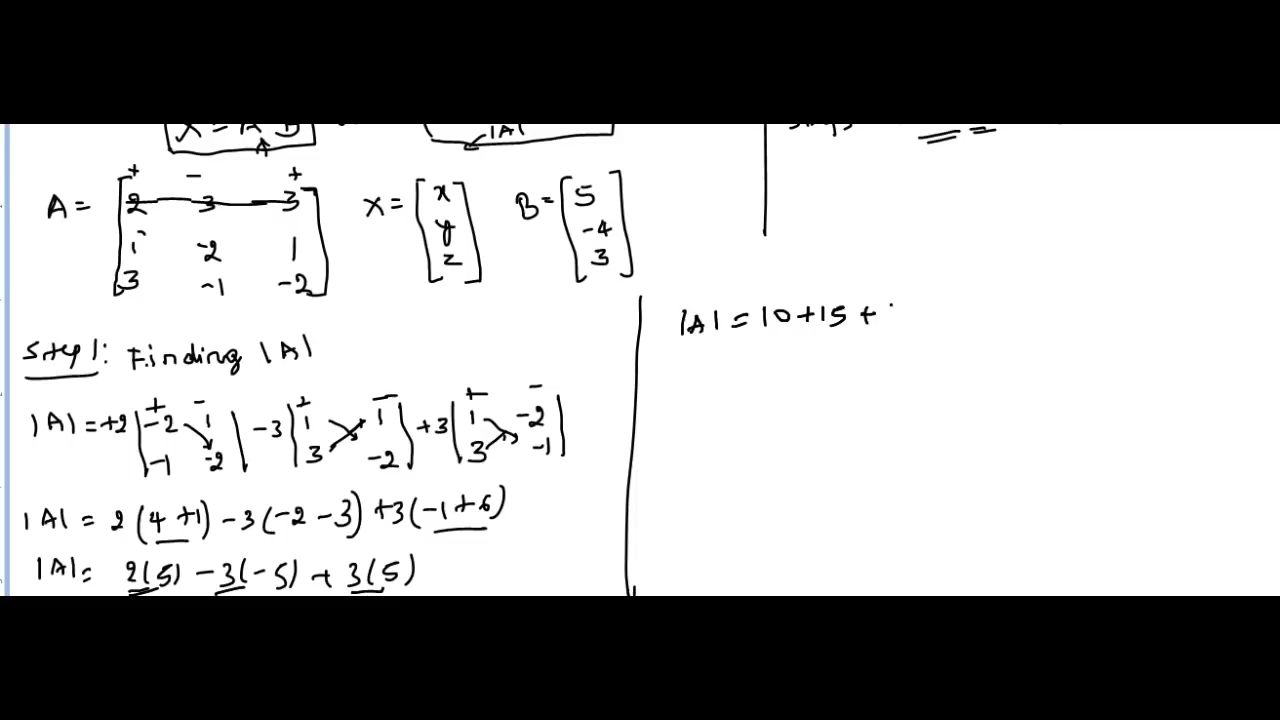 |A|
A = [2 3 3
1 -2 1
3 -1 -2]
X = [x
y
z]
B = [5
-4
3]
Step 1: Finding |A|
|A| = +2 |-2 1
-1 -2| -3 |1 1
3 -2| +3 |1 -2
3 -1|
|A| = 2(4+1) -3(-2-3) +3(-1+6)
|A| = 2(5) -3(-5) + 3(5)
|A| = 10+15+